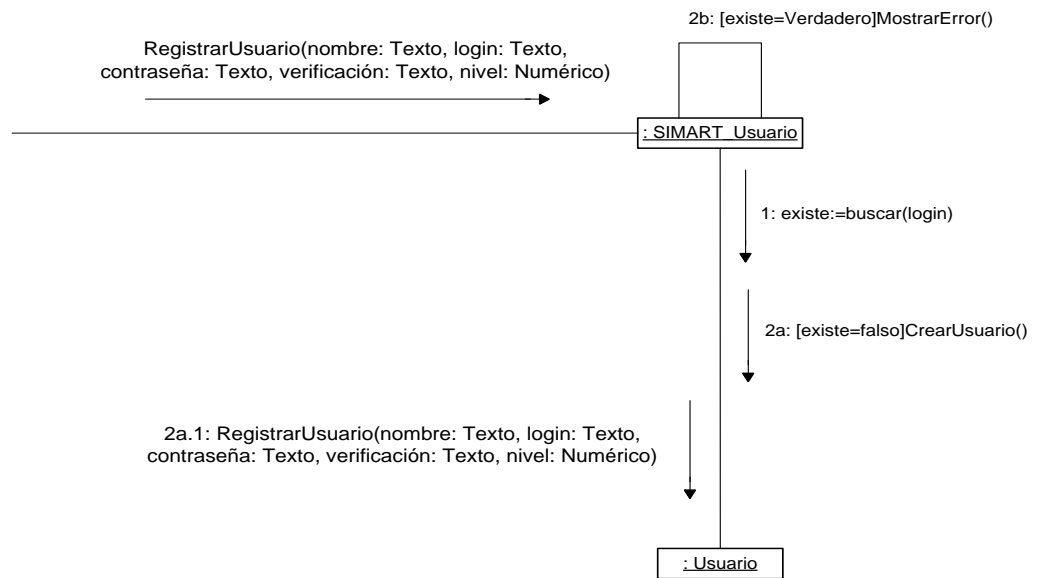 2b: [existe=Verdadero]MostrarError()
RegistrarUsuario(nombre: Texto, login: Texto,
contraseña: Texto, verificación: Texto, nivel: Numérico)
: SIMART_Usuario
1: existe:=buscar(login)
2a: [existe=falso]CrearUsuario()
2a.1: RegistrarUsuario(nombre: Texto, login: Texto,
contraseña: Texto, verificación: Texto, nivel: Numérico)
: Usuario